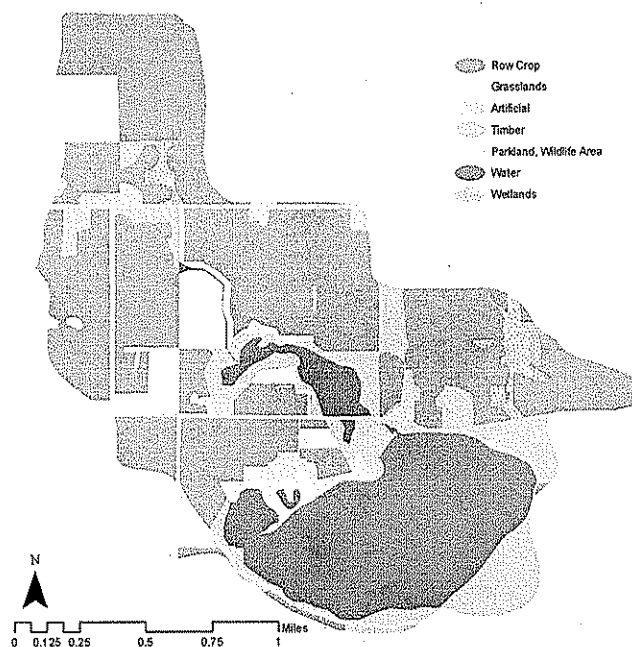 Row Crop
Grasslands
Artificial
Timber
Parkland, Wildlife Area
Water
Wetlands
N
Miles
0 0.125 0.25 0.5 0.75 1